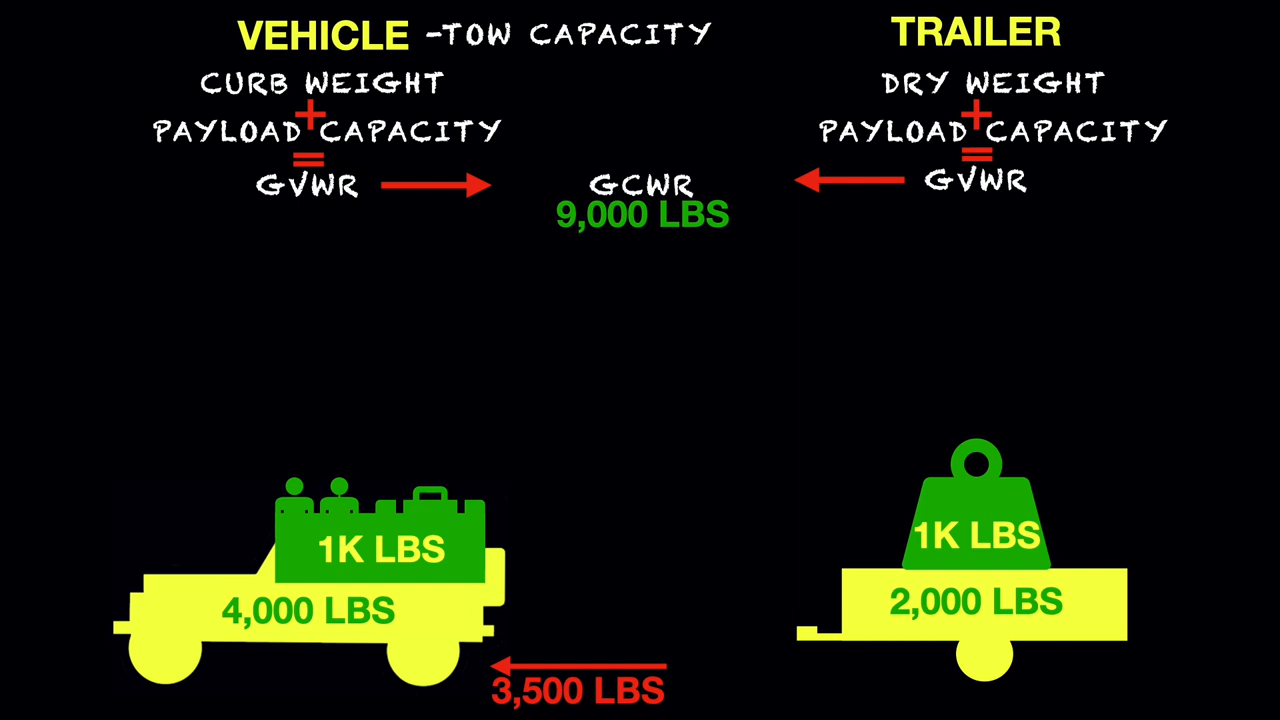 VEHICLE -TOW CAPACITY
CURB WEIGHT
+
PAYLOAD CAPACITY
=
GVWR
GCWR
9,000 LBS
TRAILER
DRY WEIGHT
+
PAYLOAD CAPACITY
=
GVWR
1K LBS
4,000 LBS
3,500 LBS
1K LBS
2,000 LBS